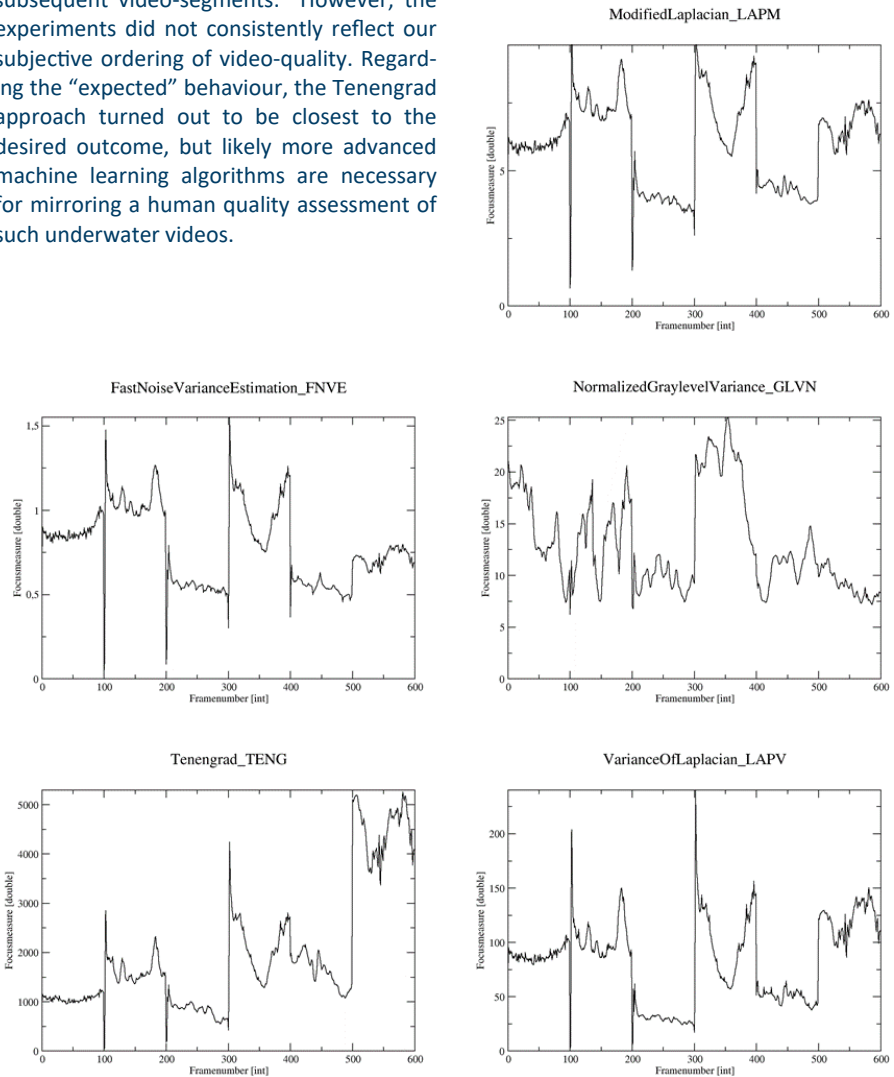 subsequent video-segments. However, the
experiments did not consistently reflect our
subjective ordering of video-quality. Regard-
ing the “expected” behaviour, the Tenengrad
approach turned out to be closest to the
desired outcome, but likely more advanced
machine learning algorithms are necessary
for mirroring a human quality assessment of
such underwater videos.
ModifiedLaplacian_LAPM
Focusmeasure [double]
5
0
0 100 200 300 400 500 600
Framenumber [int]
FastNoiseVarianceEstimation_FNVE
Focusmeasure [double]
1,5
1
0,5
0
0 100 200 300 400 500 600
Framenumber [int]
NormalizedGraylevelVariance_GLVN
Focusmeasure [double]
25
20
15
10
5
0
0 100 200 300 400 500 600
Framenumber [int]
Tenengrad_TENG
Focusmeasure [double]
5000
4000
3000
2000
1000
0
0 100 200 300 400 500 600
Framenumber [int]
VarianceOfLaplacian_LAPV
Focusmeasure [double]
200
150
100
50
0
0 100 200 300 400 500 600
Framenumber [int]